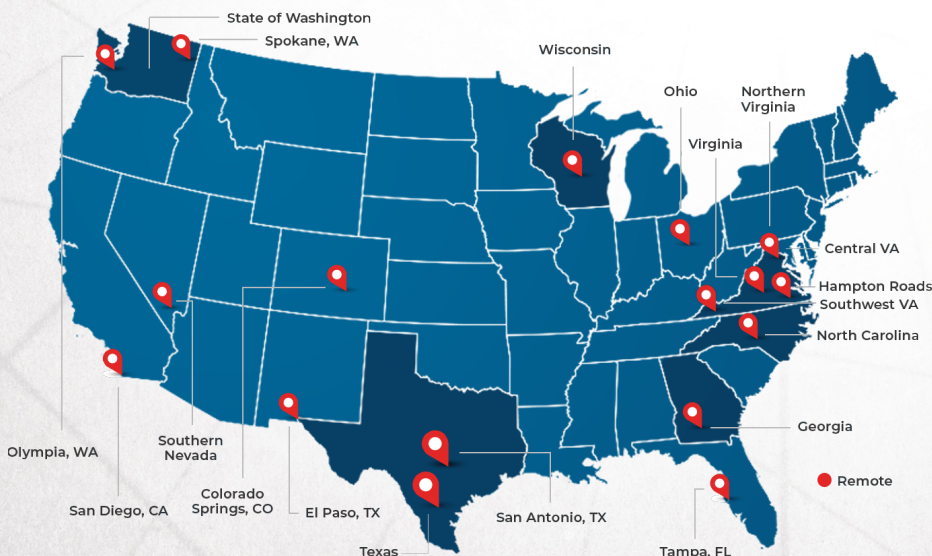 State of Washington
Spokane, WA
Wisconsin
Ohio
Northern
Virginia
Virginia
Central VA
Hampton Roads
Southwest VA
North Carolina
Olympia, WA
Southern
Nevada
Georgia
Colorado
Springs, CO
Remote
San Diego, CA
El Paso, TX
San Antonio, TX
Texas
Tampa, FL